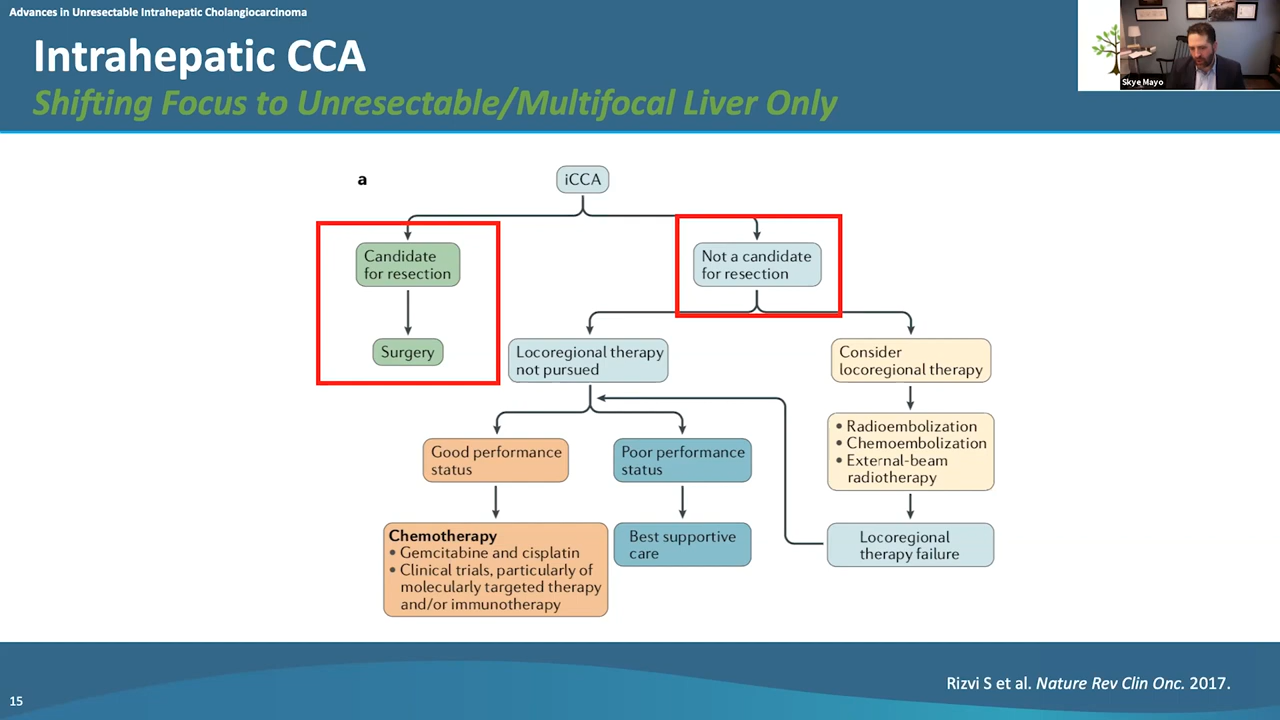 Advances in Unresectable Intrahepatic Cholangiocarcinoma
Intrahepatic CCA
Shifting Focus to Unresectable/Multifocal Liver Only
Skye Mayo
a
iCCA
Candidate
for resection
Not a candidate
for resection
Surgery
Locoregional therapy
not pursued
Consider
locoregional therapy
• Radioembolization
• Chemoembolization
• External-beam
radiotherapy
Good performance
status
Poor performance
status
Chemotherapy
• Gemcitabine and cisplatin
• Clinical trials, particularly of
molecularly targeted therapy
and/or immunotherapy
Best supportive
care
Locoregional
therapy failure
Rizvi S et al. Nature Rev Clin Onc. 2017.
15